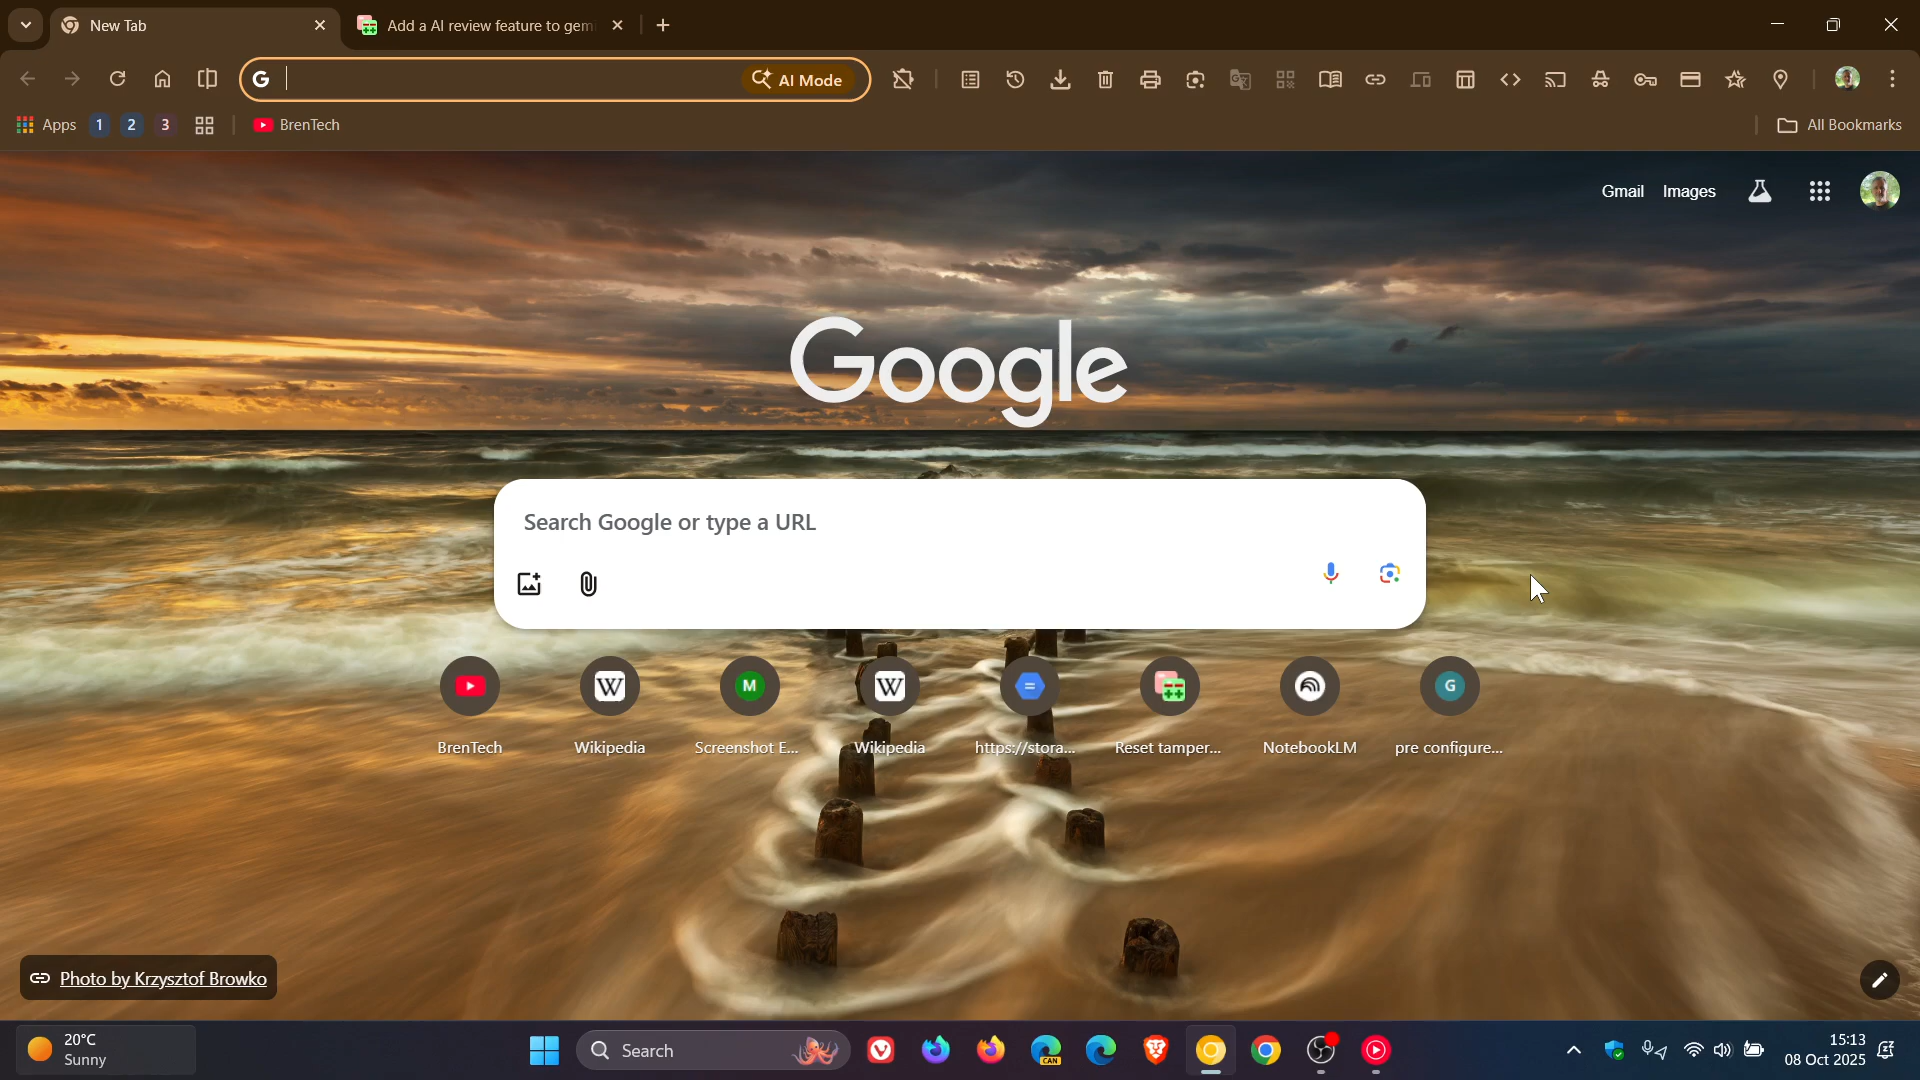 New Tab
Add a AI review feature to gem
AI Mode
Apps
1
2
3
BrenTech
All Bookmarks
Gmail
Images
Google
Search Google or type a URL
M
G
BrenTech
Wikipedia
Screenshot E...
Wikipedia
https://stora...
Reset tamper...
NotebookLM
pre configure...
Photo by Krzysztof Browko
20°C
Sunny
Search
CAN
15:13
08 Oct 2025